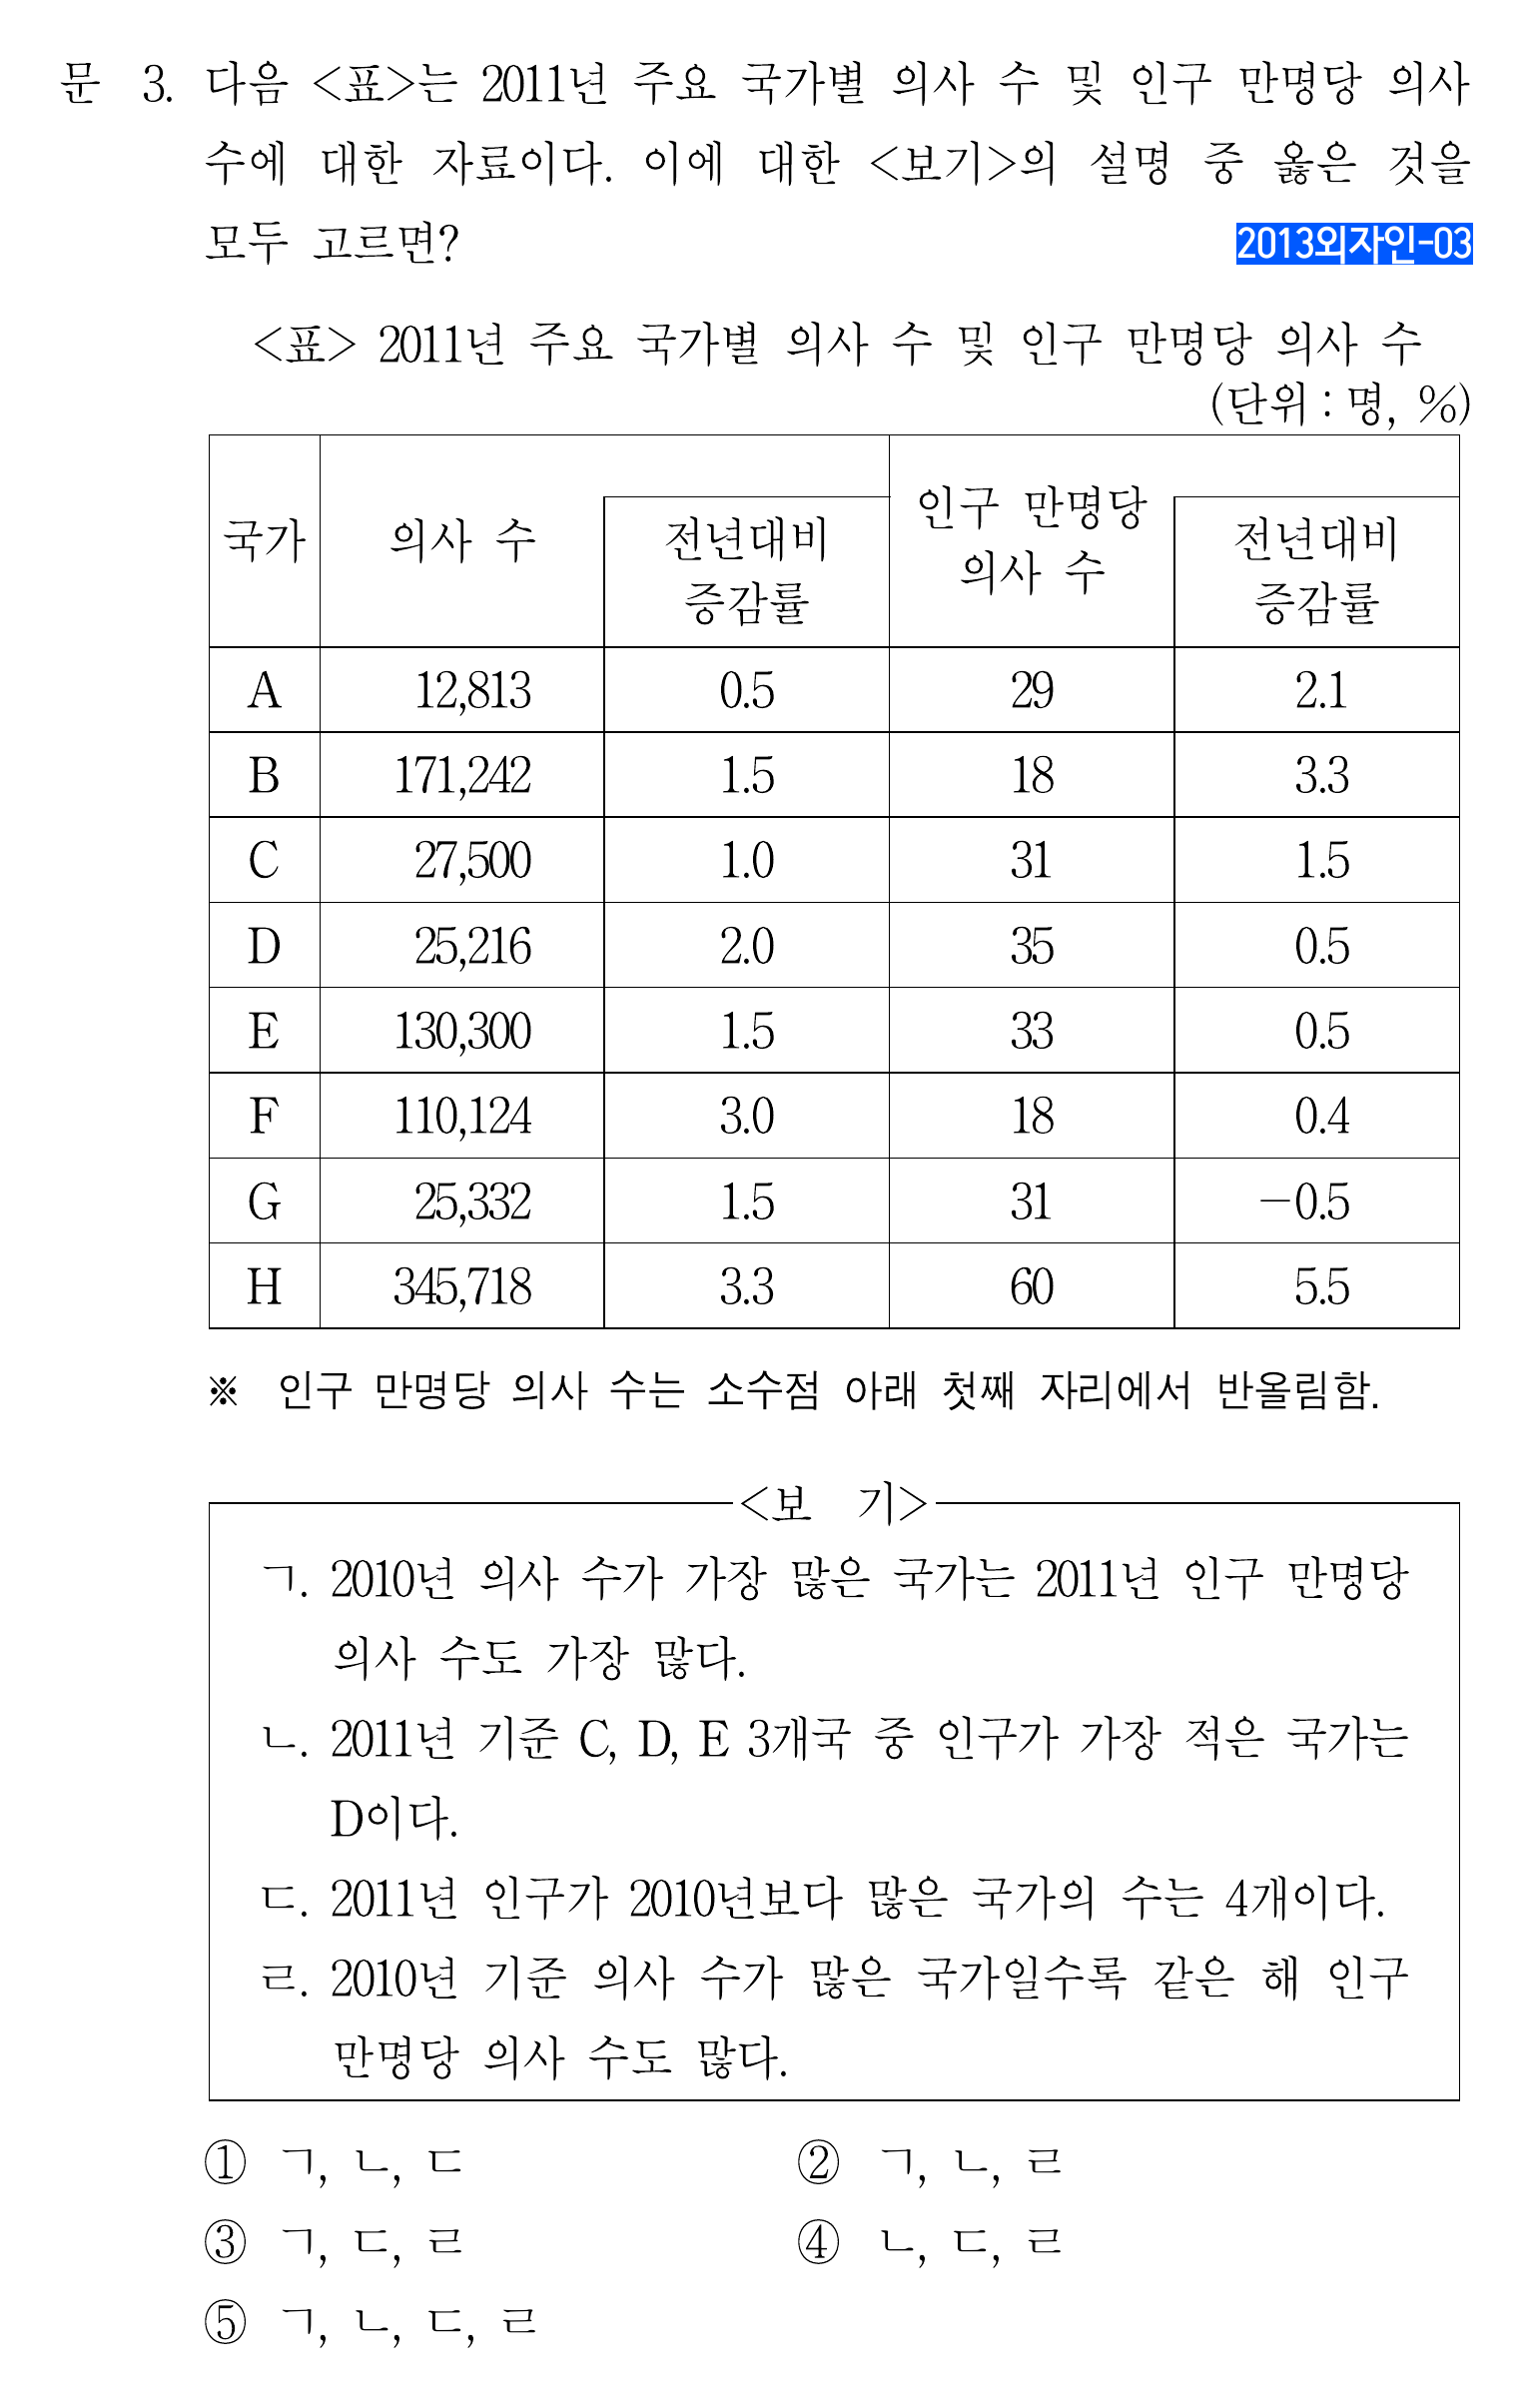 문 3. 다음 <표>는 2011년 주요 국가별 의사 수 및 인구 만명당 의사
수에 대한 자료이다. 이에 대한 <보기>의 설명 중 옳은 것을
모두 고르면?
2013외자인-03
<표> 2011년 주요 국가별 의사 수 및 인구 만명당 의사 수
(단위 : 명, %)
국가 의사 수 전년대비 증감률 인구 만명당 의사 수 전년대비 증감률
A 12,813 0.5 29 2.1
B 171,242 1.5 18 3.3
C 27,500 1.0 31 1.5
D 25,216 2.0 35 0.5
E 130,300 1.5 33 0.5
F 110,124 3.0 18 0.4
G 25,332 1.5 31 -0.5
H 345,718 3.3 60 5.5
※ 인구 만명당 의사 수는 소수점 아래 첫째 자리에서 반올림함.
<보 기>
ㄱ. 2010년 의사 수가 가장 많은 국가는 2011년 인구 만명당
의사 수도 가장 많다.
ㄴ. 2011년 기준 C, D, E 3개국 중 인구가 가장 적은 국가는
D이다.
ㄷ. 2011년 인구가 2010년보다 많은 국가의 수는 4개이다.
ㄹ. 2010년 기준 의사 수가 많은 국가일수록 같은 해 인구
만명당 의사 수도 많다.
① ㄱ, ㄴ, ㄷ
② ㄱ, ㄴ, ㄹ
③ ㄱ, ㄷ, ㄹ
④ ㄴ, ㄷ, ㄹ
⑤ ㄱ, ㄴ, ㄷ, ㄹ